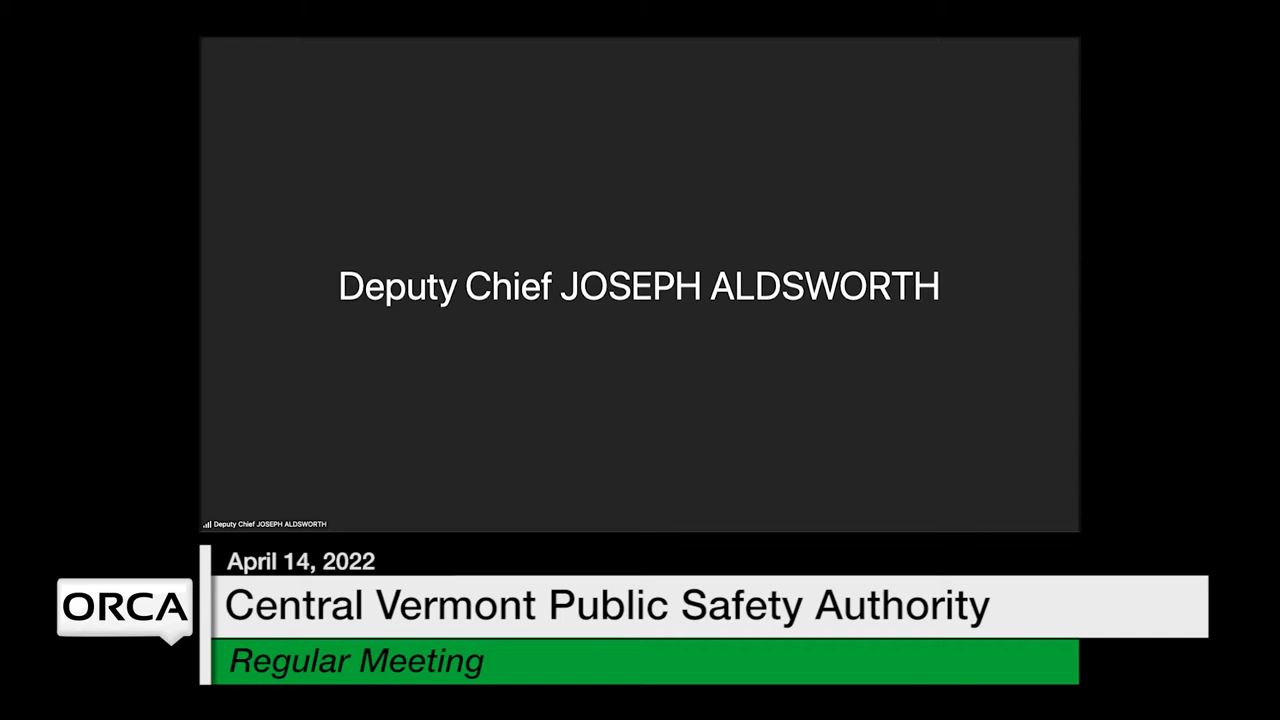 Deputy Chief JOSEPH ALDSWORTH
Deputy Chief JOSEPH ALDSWORTH
April 14, 2022
ORCA
Central Vermont Public Safety Authority
Regular Meeting